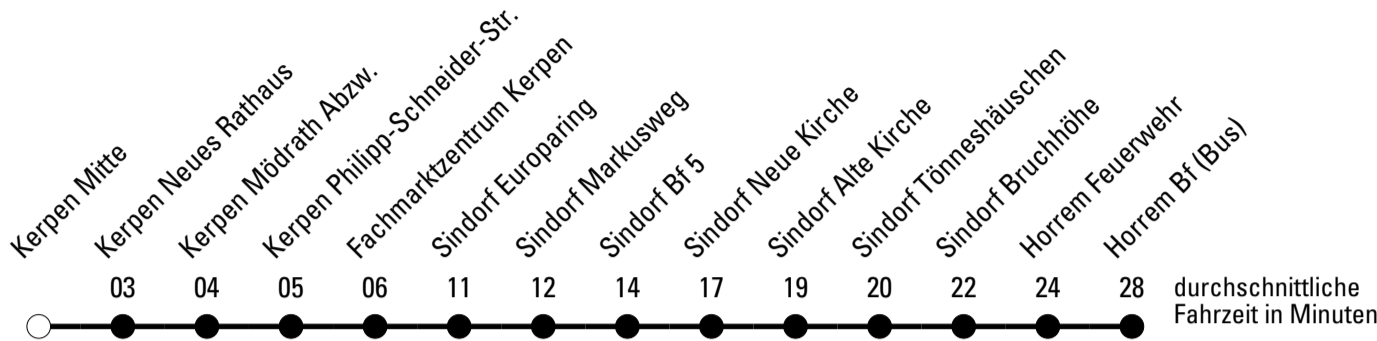 Kerpen Mitte
Kerpen Neues Rathaus
Kerpen Mödrath Abzw.
Kerpen Philipp-Schneider-Str.
Fachmarktzentrum Kerpen
Sindorf Europaring
Sindorf Markusweg
Sindorf Bf 5
Sindorf Neue Kirche
Sindorf Alte Kirche
Sindorf Tönneshäuschen
Sindorf Bruchhöhe
Horrem Feuerwehr
Horrem Bf (Bus)
03 04 05 06 11 12 14 17 19 20 22 24 28 durchschnittliche
Fahrzeit in Minuten